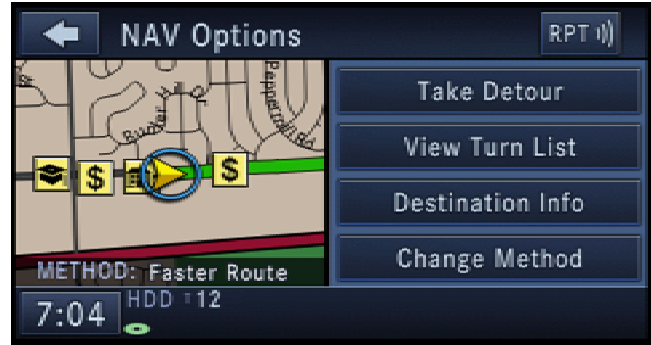 NAV Options
RPT
Take Detour
View Turn List
Destination Info
Change Method
$
$
METHOD: Faster Route
7:04
HDD 12